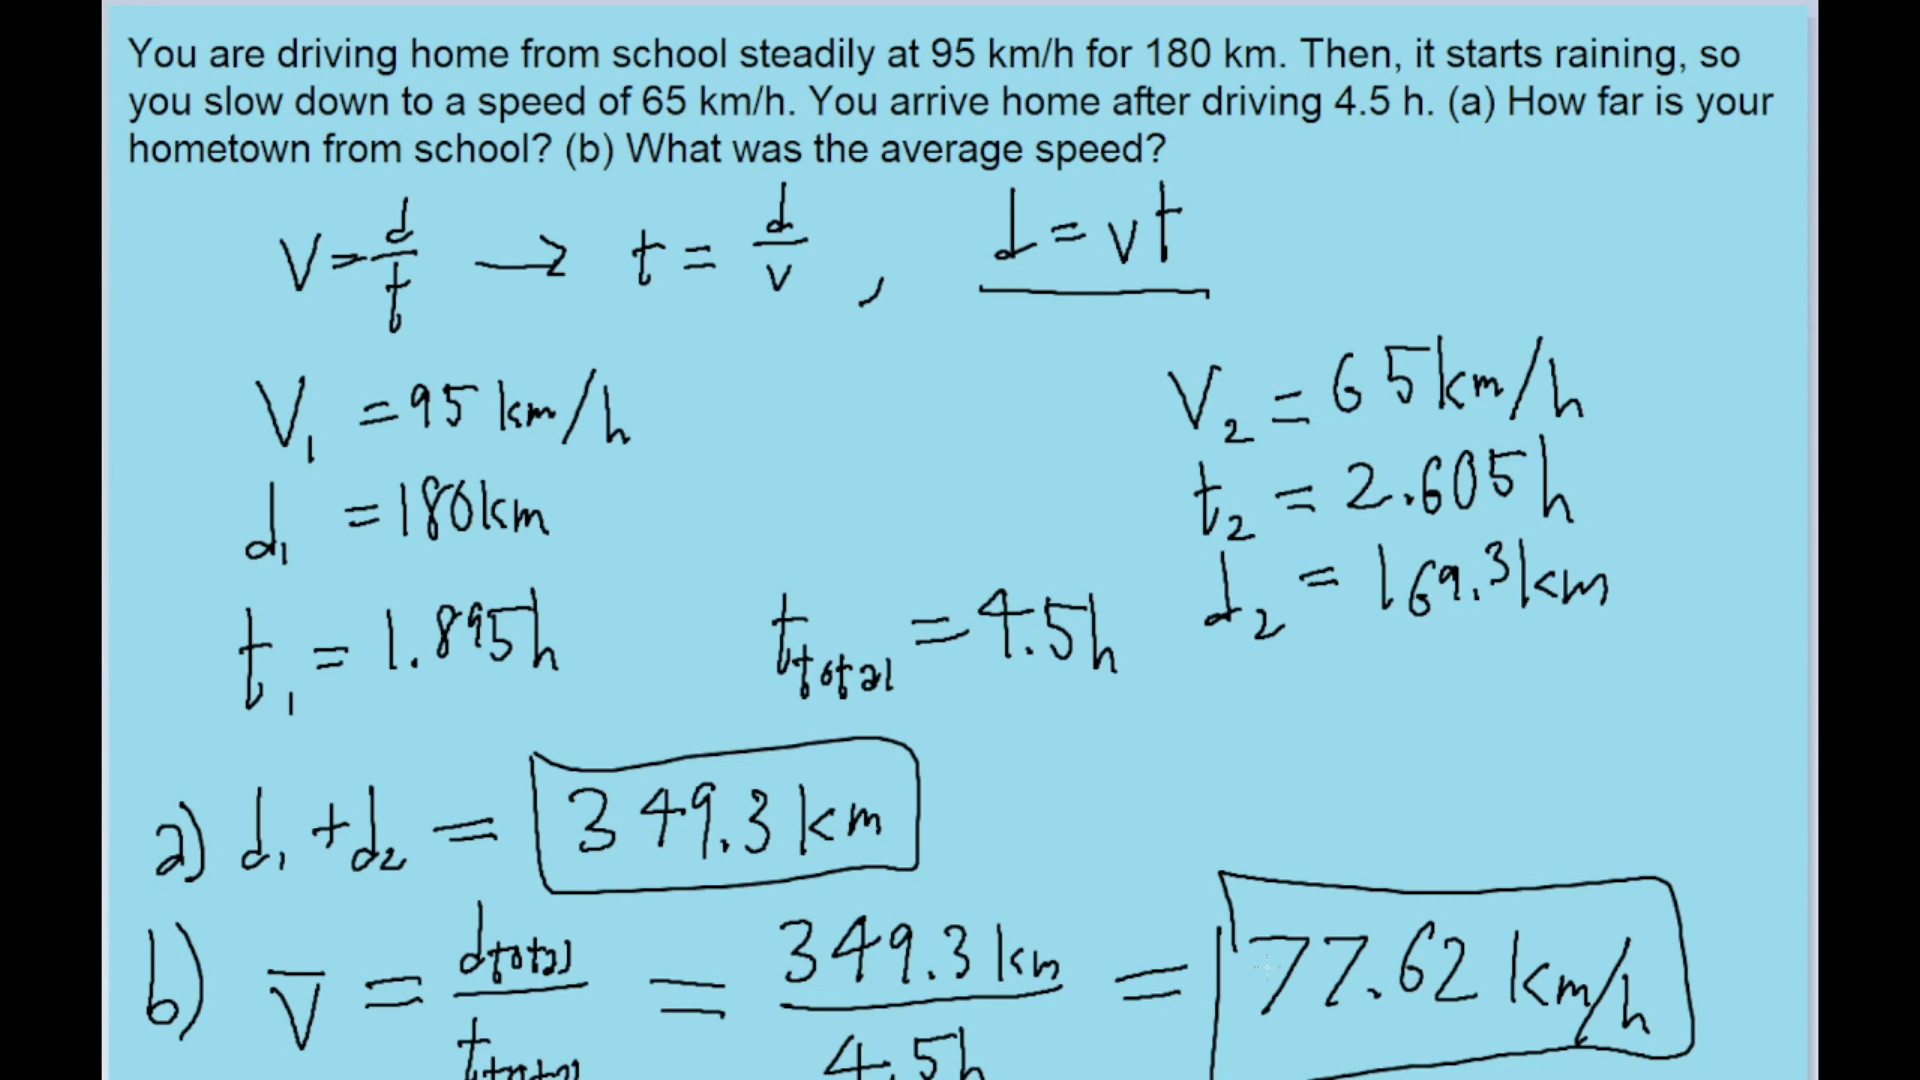 You are driving home from school steadily at 95 km/h for 180 km. Then, it starts raining, so
you slow down to a speed of 65 km/h. You arrive home after driving 4.5 h. (a) How far is your
hometown from school? (b) What was the average speed?
V = d/t → t = d/v , d = vt
V₁ = 95 km/h
d₁ = 180 km
t₁ = 1.895 h
t total = 4.5 h
V₂ = 65 km/h
t₂ = 2.605 h
d₂ = 169.3 km
a) d₁ + d₂ = 349.3 km
b) V̅ = d total / t total = 349.3 km / 4.5 h = 77.62 km/h